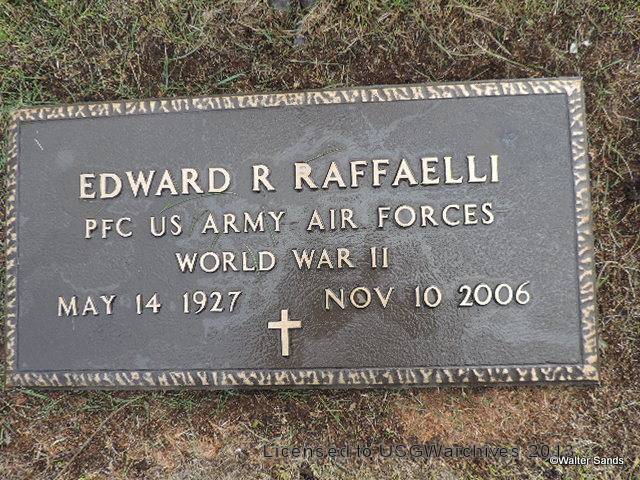 EDWARD R RAFFAELLI
PFC US ARMY AIR FORCES
WORLD WAR II
MAY 14 1927 NOV 10 2006
Licensed to USGWarchives 2013
©Walter Sands